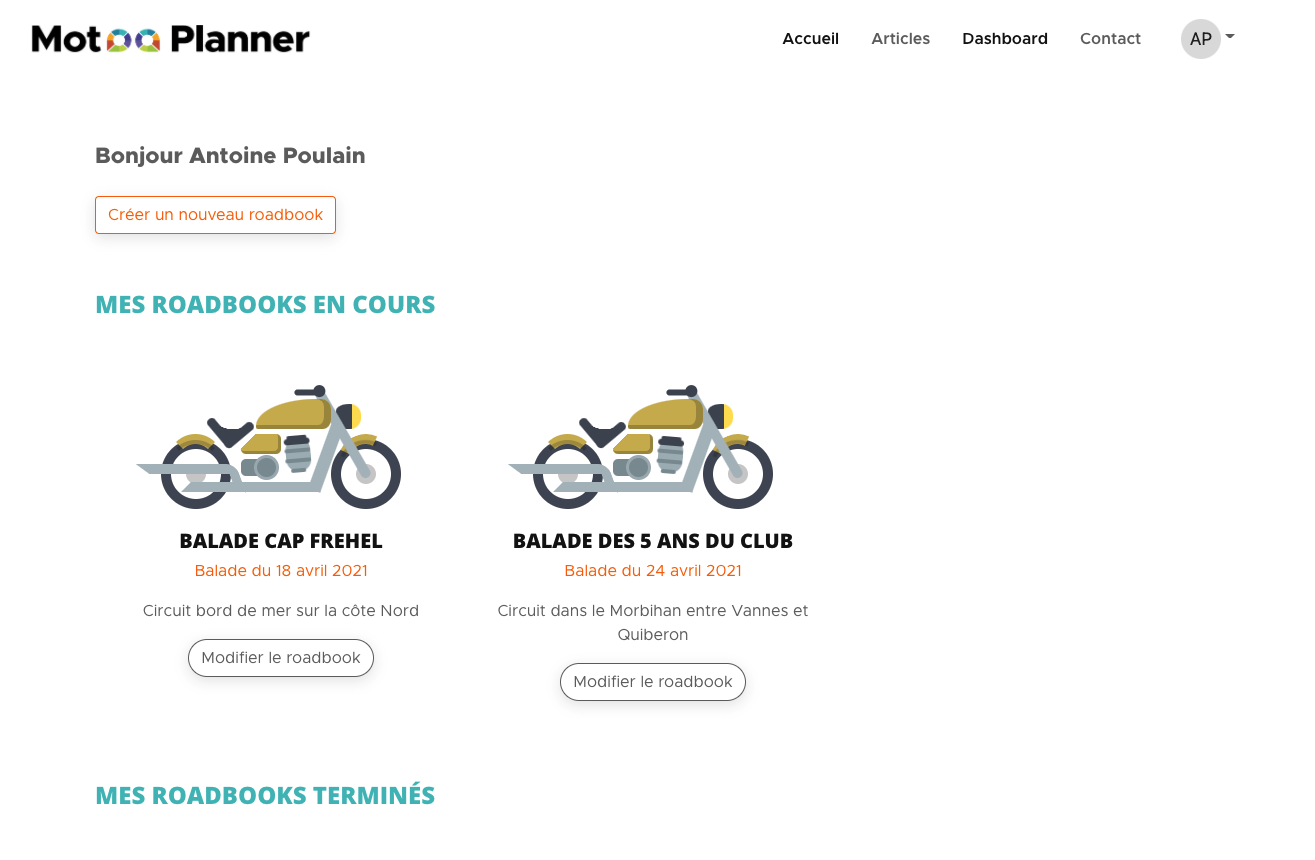 Motoo Planner
Accueil
Articles
Dashboard
Contact
AP
Bonjour Antoine Poulain
Créer un nouveau roadbook
MES ROADBOOKS EN COURS
BALADE CAP FREHEL
Balade du 18 avril 2021
Circuit bord de mer sur la côte Nord
Modifier le roadbook
BALADE DES 5 ANS DU CLUB
Balade du 24 avril 2021
Circuit dans le Morbihan entre Vannes et
Quiberon
Modifier le roadbook
MES ROADBOOKS TERMINÉS